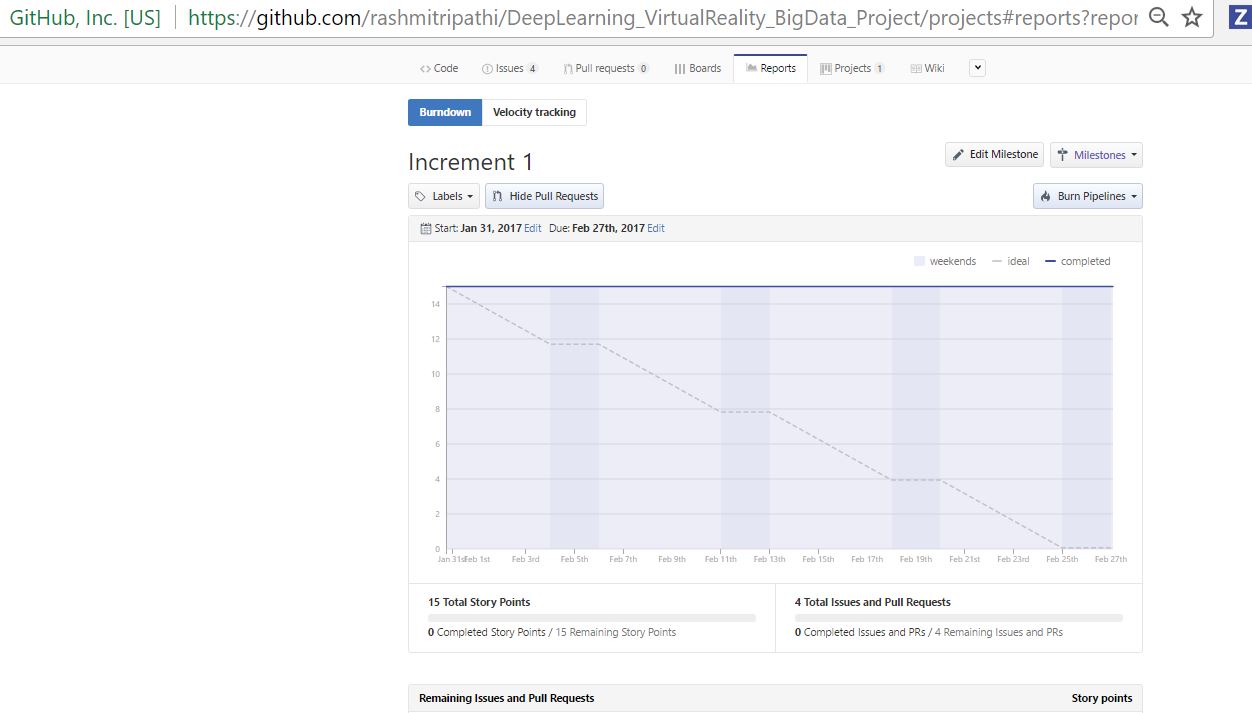 GitHub, Inc. [US] https://github.com/rashmitripathi/DeepLearning_VirtualReality_BigData_Project/projects#reports?repor
Z
Code Issues 4 Pull requests 0 Boards Reports Projects 1 Wiki
Burndown Velocity tracking
Increment 1
Edit Milestone Milestones
Labels Hide Pull Requests Burn Pipelines
Start: Jan 31, 2017 Edit Due: Feb 27th, 2017 Edit
weekends ideal completed
14
12
10
8
6
4
2
0
Jan 31st Feb 1st Feb 3rd Feb 5th Feb 7th Feb 9th Feb 11th Feb 13th Feb 15th Feb 17th Feb 19th Feb 21st Feb 23rd Feb 25th Feb 27th
15 Total Story Points
0 Completed Story Points / 15 Remaining Story Points
4 Total Issues and Pull Requests
0 Completed Issues and PRs / 4 Remaining Issues and PRs
Remaining Issues and Pull Requests Story points